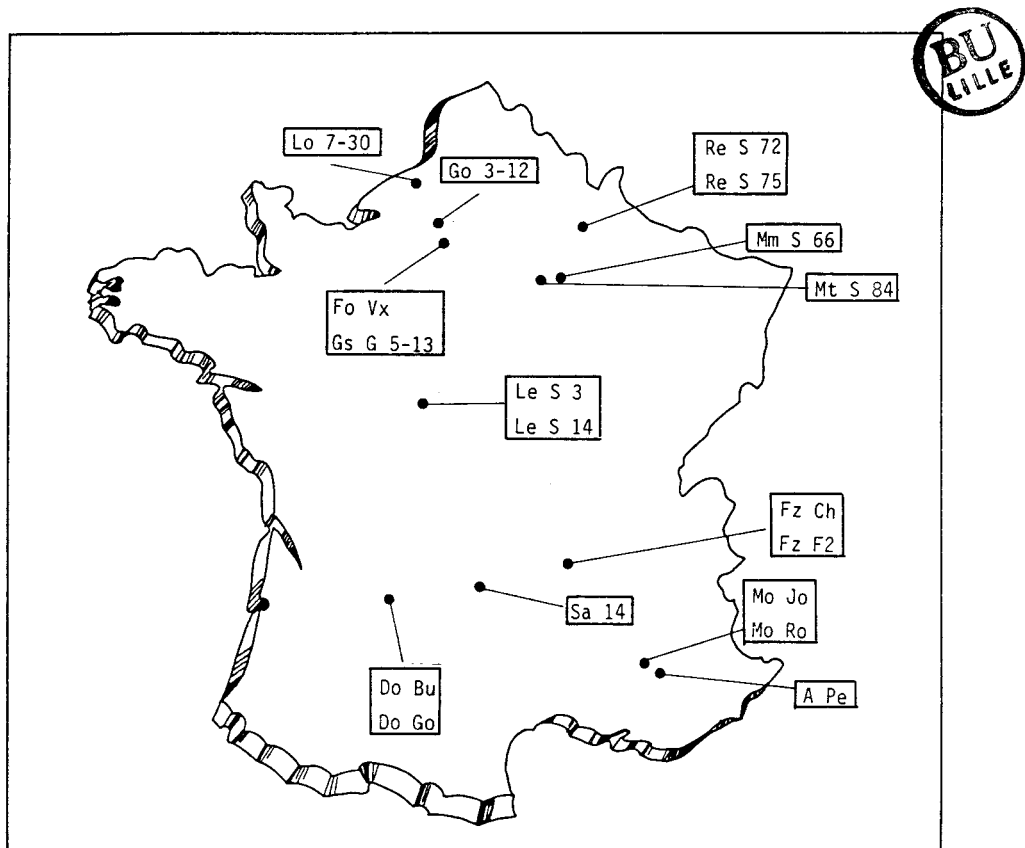 BU
LILLE
Lo 7-30
Go 3-12
Re S 72
Re S 75
Mm S 66
Mt S 84
Fo Vx
Gs G 5-13
Le S 3
Le S 14
Fz Ch
Fz F2
Sa 14
Mo Jo
Mo Ro
Do Bu
Do Go
A Pe